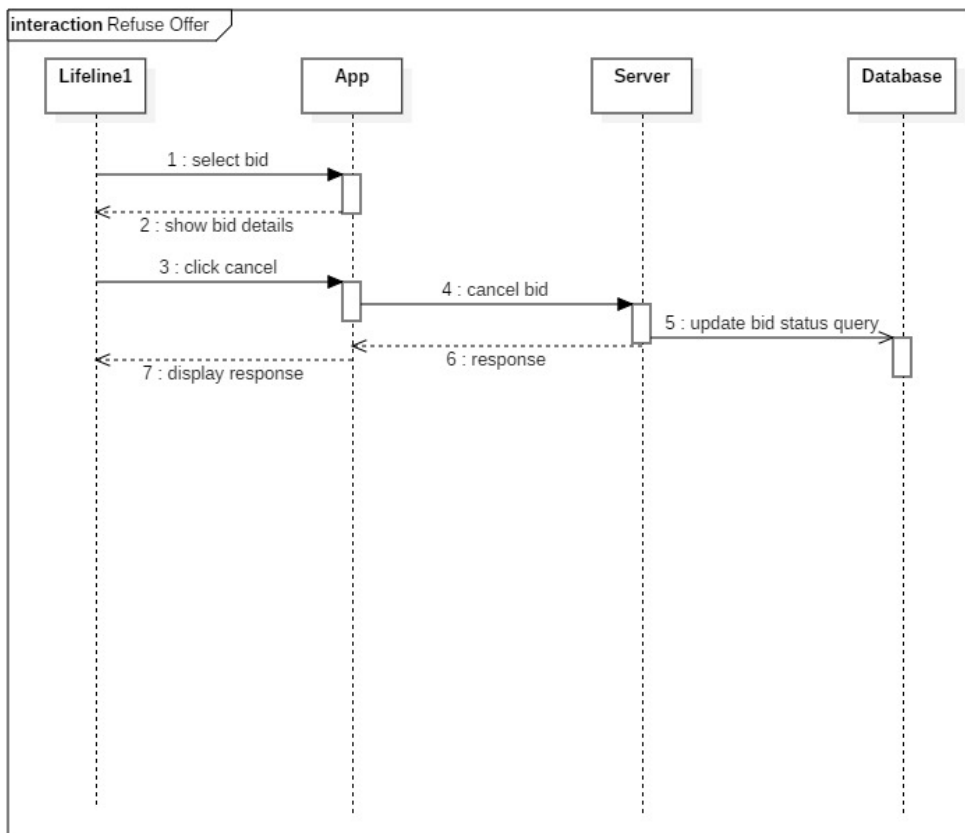 interaction Refuse Offer
Lifeline1
App
Server
Database
1 : select bid
2 : show bid details
3 : click cancel
4 : cancel bid
5 : update bid status query
6 : response
7 : display response